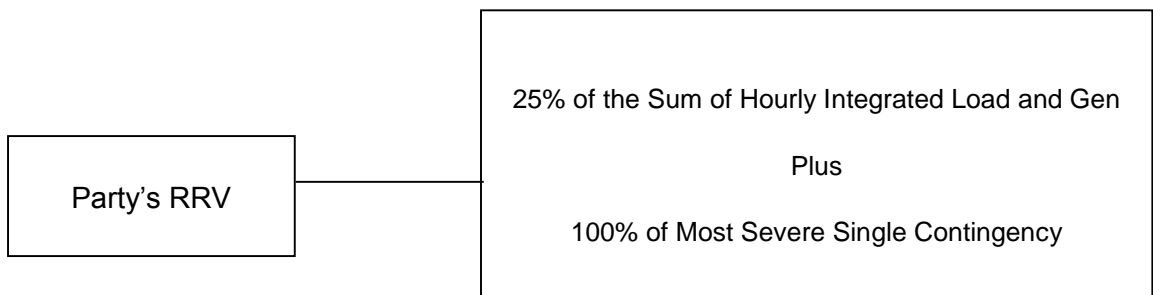 Party’s RRV
25% of the Sum of Hourly Integrated Load and Gen
Plus
100% of Most Severe Single Contingency